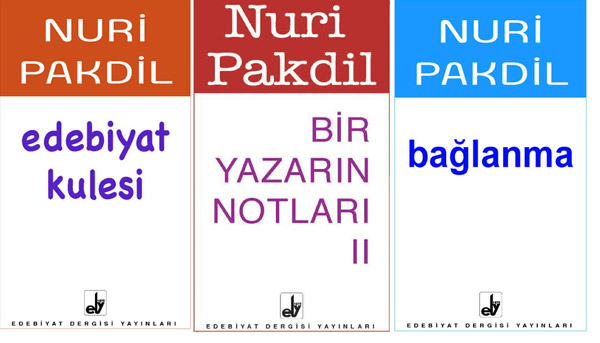 NURİ
PAKDİL
edebiyat
kulesi
EDEBİYAT DERGİSİ YAYINLARI
Nuri
Pakdil
BİR
YAZARIN
NOTLARI
II
EDEBİYAT DERGİSİ YAYINLARI
NURİ
PAKDİL
bağlanma
EDEBİYAT DERGİSİ YAYINLARI